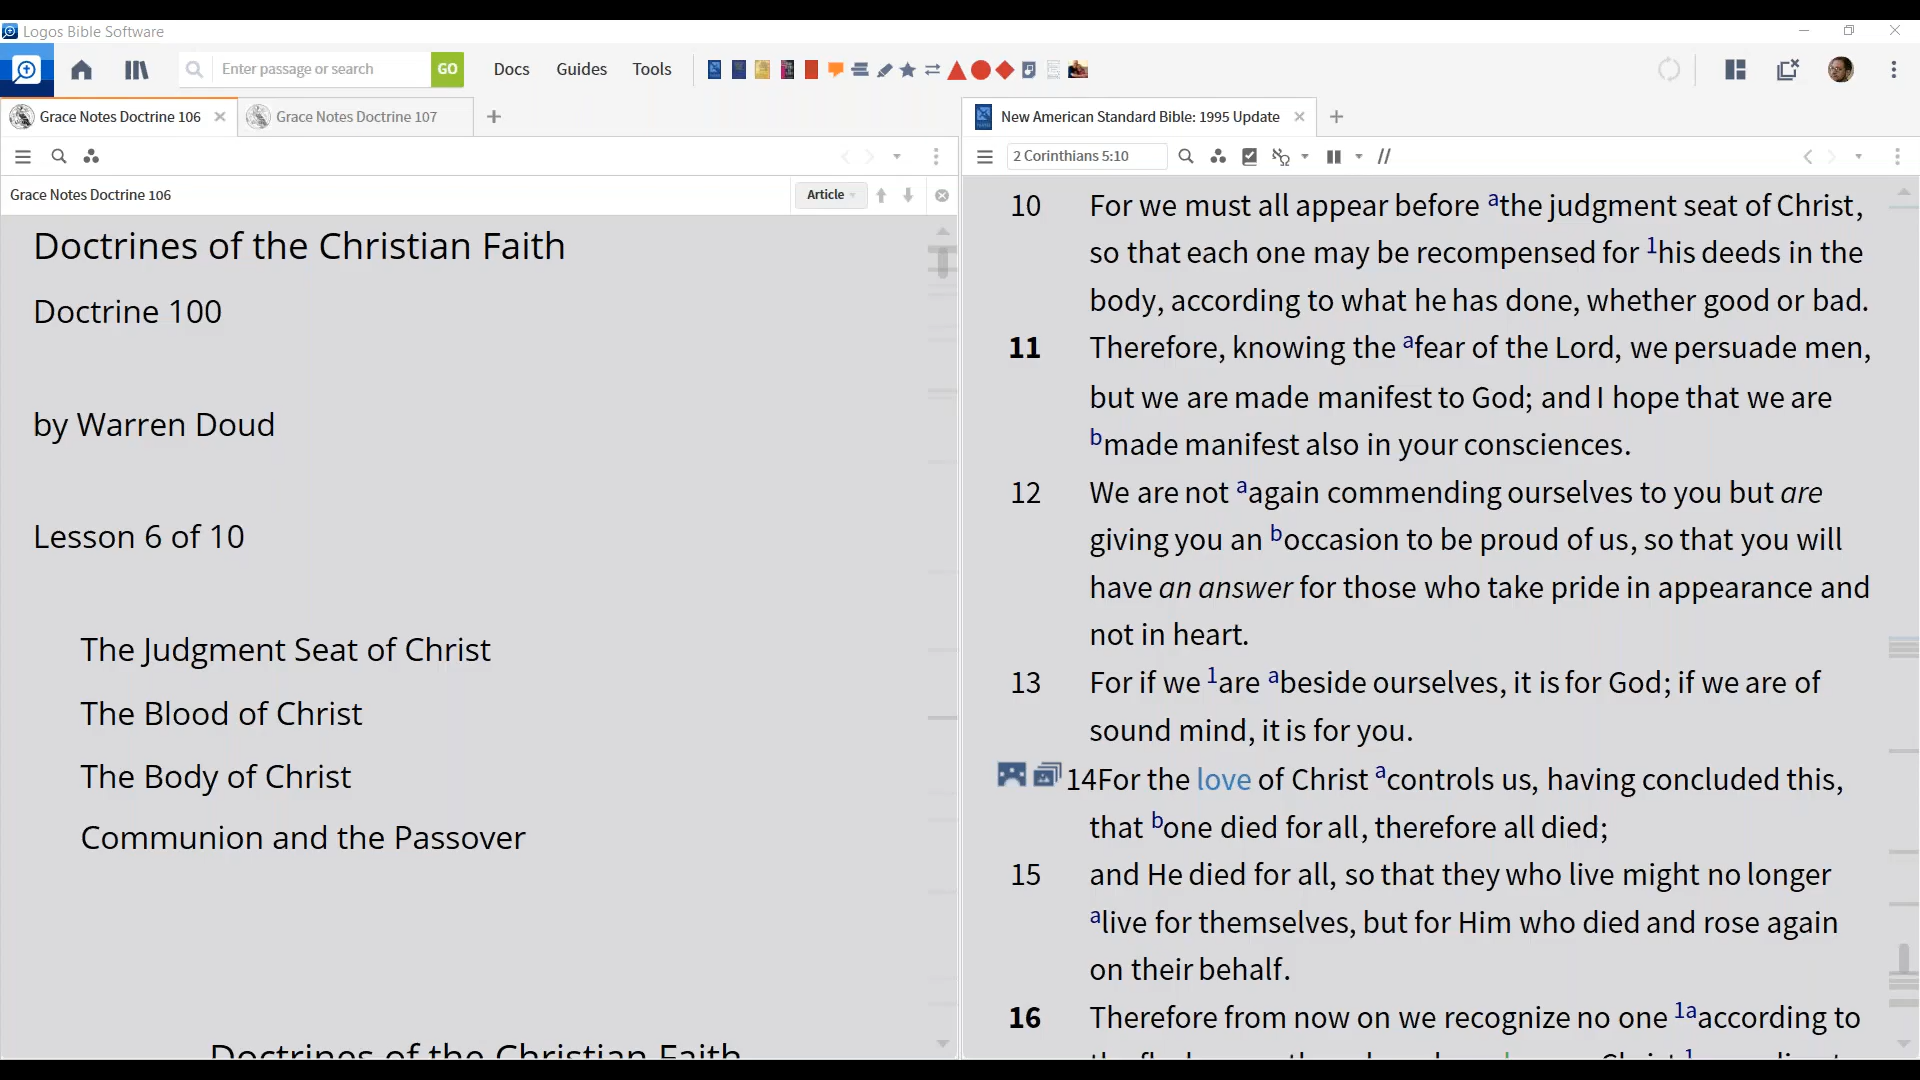 Logos Bible Software
Enter passage or search
GO
Docs
Guides
Tools
Grace Notes Doctrine 106
Grace Notes Doctrine 107
Grace Notes Doctrine 106
Article
Doctrines of the Christian Faith
Doctrine 100
by Warren Doud
Lesson 6 of 10
The Judgment Seat of Christ
The Blood of Christ
The Body of Christ
Communion and the Passover
Doctrines of the Christian Faith
New American Standard Bible: 1995 Update
2 Corinthians 5:10
10 For we must all appear before athe judgment seat of Christ,
so that each one may be recompensed for 1his deeds in the
body, according to what he has done, whether good or bad.
11 Therefore, knowing the afear of the Lord, we persuade men,
but we are made manifest to God; and I hope that we are
bmade manifest also in your consciences.
12 We are not aagain commending ourselves to you but are
giving you an boccasion to be proud of us, so that you will
have an answer for those who take pride in appearance and
not in heart.
13 For if we 1are abeside ourselves, it is for God; if we are of
sound mind, it is for you.
14For the love of Christ acontrols us, having concluded this,
that bone died for all, therefore all died;
15 and He died for all, so that they who live might no longer
alive for themselves, but for Him who died and rose again
on their behalf.
16 Therefore from now on we recognize no one 1aaccording to